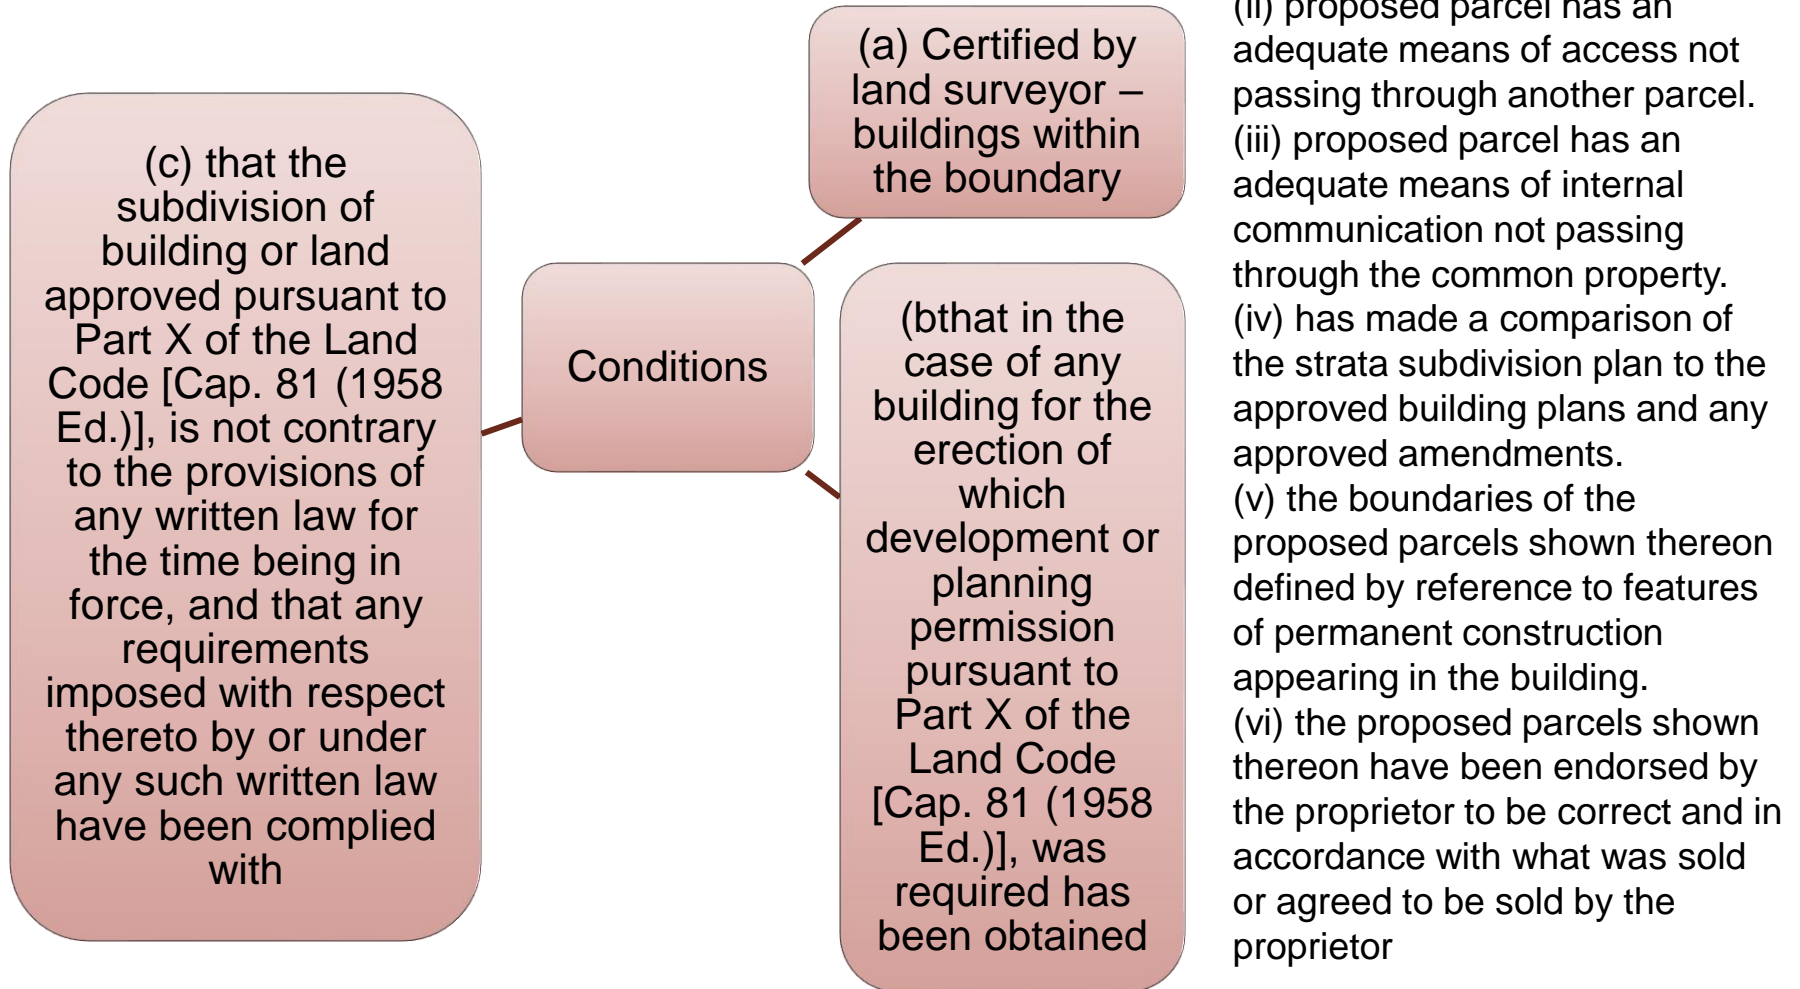 (a) Certified by
land surveyor –
buildings within
the boundary
(c) that the
subdivision of
building or land
approved pursuant to
Part X of the Land
Code [Cap. 81 (1958
Ed.)], is not contrary
to the provisions of
any written law for
the time being in
force, and that any
requirements
imposed with respect
thereto by or under
any such written law
have been complied
with
Conditions
(bthat in the
case of any
building for the
erection of
which
development or
planning
permission
pursuant to
Part X of the
Land Code
[Cap. 81 (1958
Ed.)], was
required has
been obtained
(ii) proposed parcel has an
adequate means of access not
passing through another parcel.
(iii) proposed parcel has an
adequate means of internal
communication not passing
through the common property.
(iv) has made a comparison of
the strata subdivision plan to the
approved building plans and any
approved amendments.
(v) the boundaries of the
proposed parcels shown thereon
defined by reference to features
of permanent construction
appearing in the building.
(vi) the proposed parcels shown
thereon have been endorsed by
the proprietor to be correct and in
accordance with what was sold
or agreed to be sold by the
proprietor